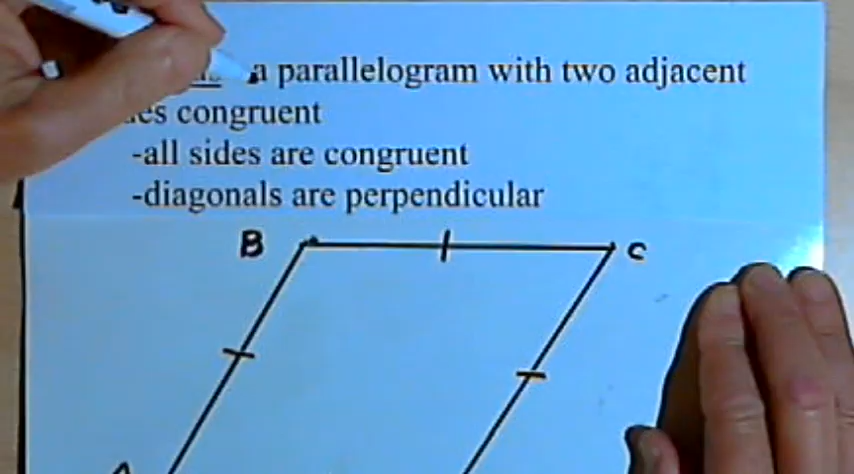 a parallelogram with two adjacent
congruent
-all sides are congruent
-diagonals are perpendicular
B
C
A